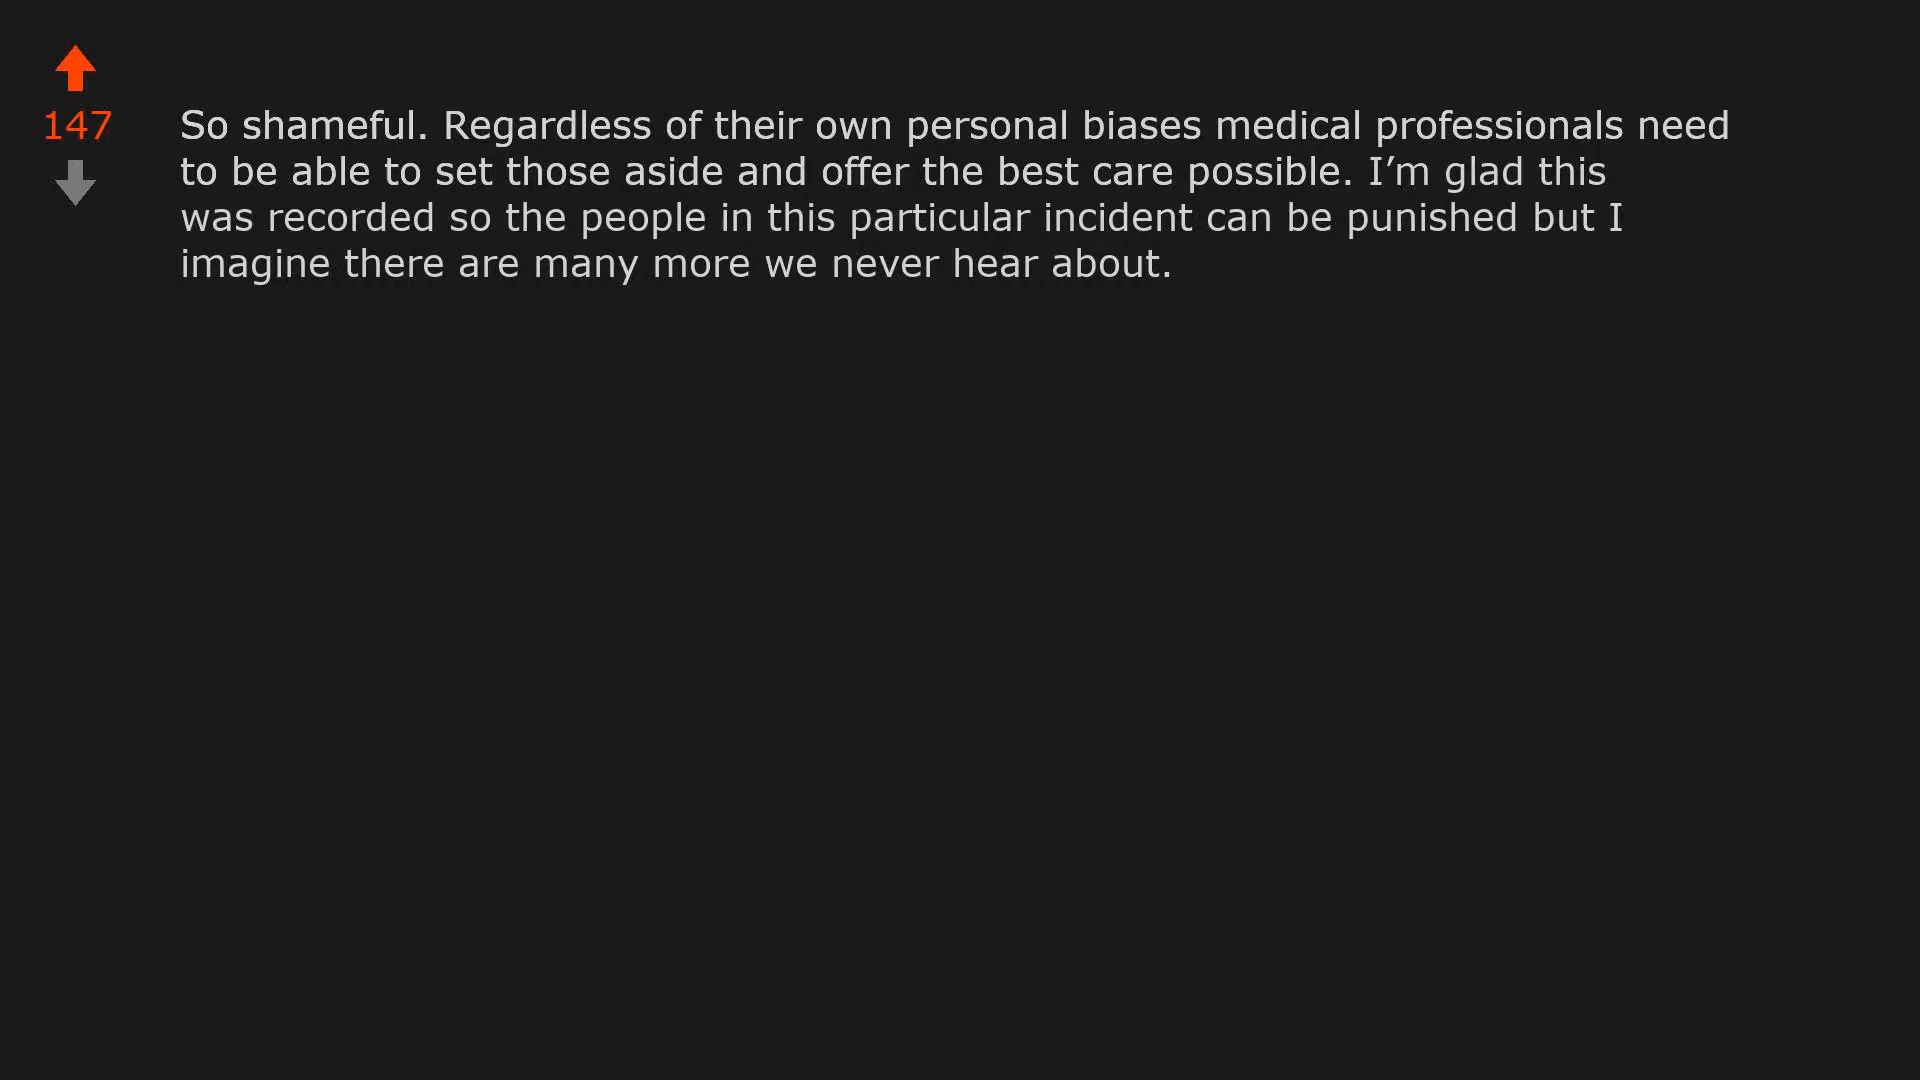 147
So shameful. Regardless of their own personal biases medical professionals need
to be able to set those aside and offer the best care possible. I’m glad this
was recorded so the people in this particular incident can be punished but I
imagine there are many more we never hear about.